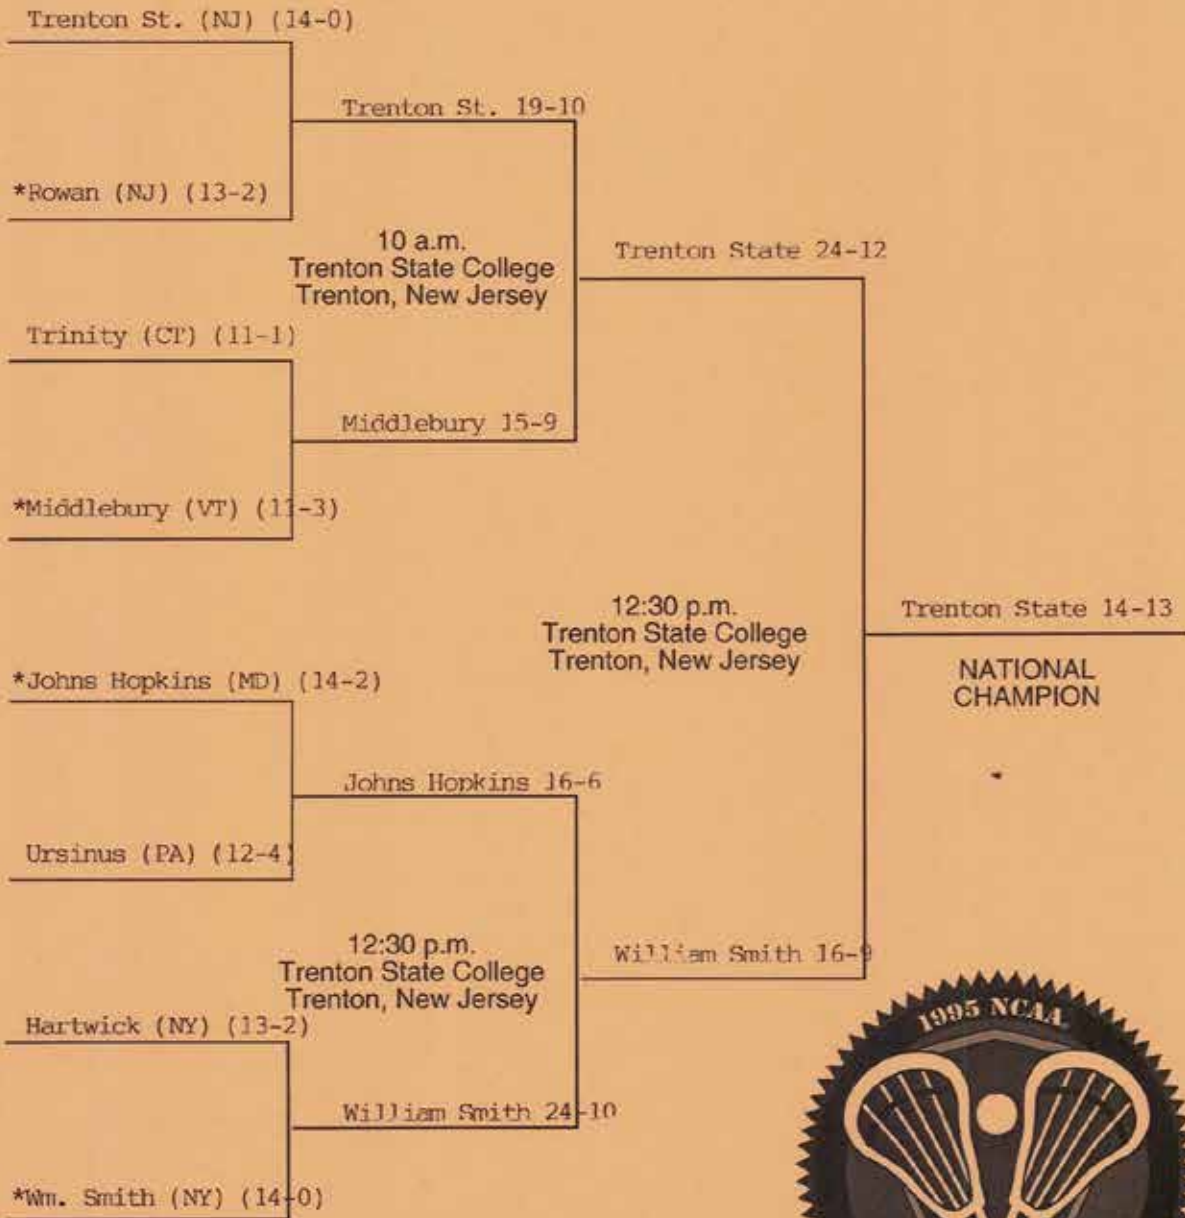 Trenton St. (NJ) (14-0)
Trenton St. 19-10
*Rowan (NJ) (13-2)
10 a.m.
Trenton State College
Trenton, New Jersey
Trenton State 24-12
Trinity (CT) (11-1)
Middlebury 15-9
*Middlebury (VT) (11-3)
12:30 p.m.
Trenton State College
Trenton, New Jersey
Trenton State 14-13
NATIONAL
CHAMPION
*Johns Hopkins (MD) (14-2)
Johns Hopkins 16-6
Ursinus (PA) (12-4)
12:30 p.m.
Trenton State College
Trenton, New Jersey
William Smith 16-9
Hartwick (NY) (13-2)
William Smith 24-10
*Wm. Smith (NY) (14-0)
1995 NCAA